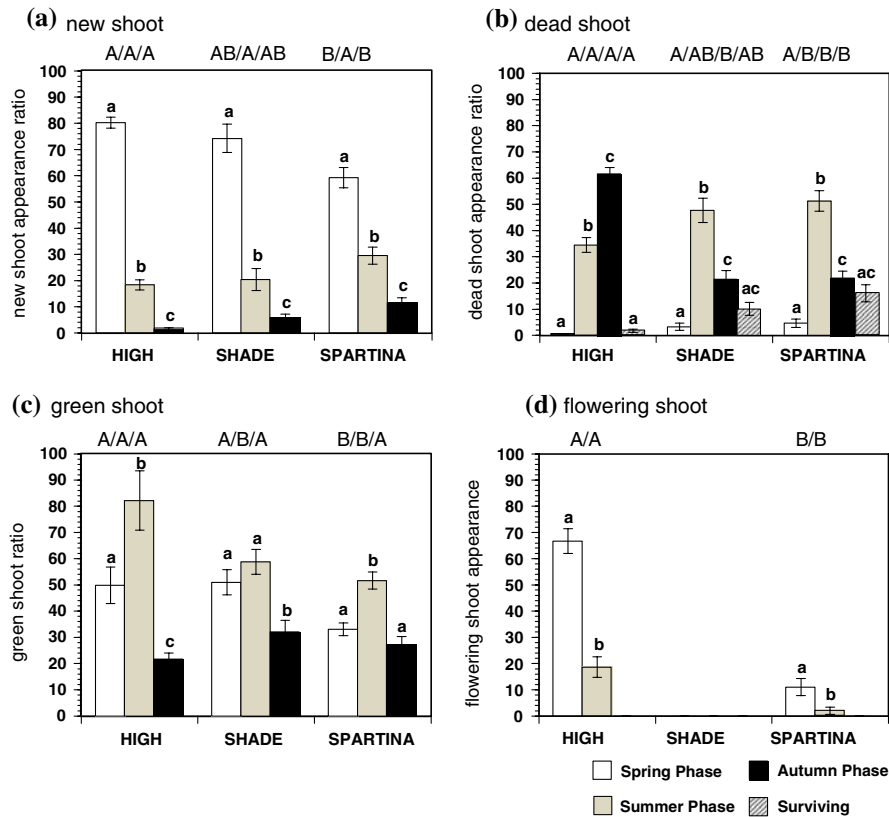 (a) new shoot
A/A/A AB/A/AB B/A/B
new shoot appearance ratio
100
90
80
70
60
50
40
30
20
10
0
a b c a b c a b c
HIGH SHADE SPARTINA
(b) dead shoot
A/A/A/A A/AB/B/AB A/B/B/B
dead shoot appearance ratio
100
90
80
70
60
50
40
30
20
10
0
a b c a a b c ac a b c ac
HIGH SHADE SPARTINA
(c) green shoot
A/A/A A/B/A B/B/A
green shoot ratio
100
90
80
70
60
50
40
30
20
10
0
a b c a a b a b a
HIGH SHADE SPARTINA
(d) flowering shoot
A/A B/B
flowering shoot appearance
100
90
80
70
60
50
40
30
20
10
0
a b a b
HIGH SHADE SPARTINA
Spring Phase Autumn Phase
Summer Phase Surviving